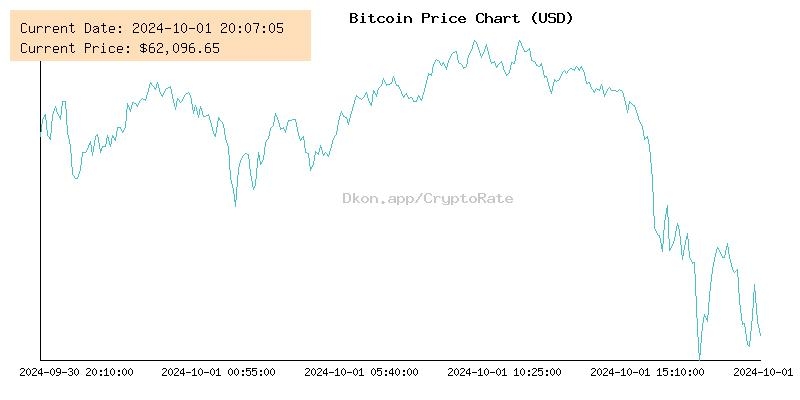 Bitcoin Price Chart (USD)
Current Date: 2024-10-01 20:07:05
Current Price: $62,096.65
Dkon.app/CryptoRate
2024-09-30 20:10:00 2024-10-01 00:55:00 2024-10-01 05:40:00 2024-10-01 10:25:00 2024-10-01 15:10:00 2024-10-01